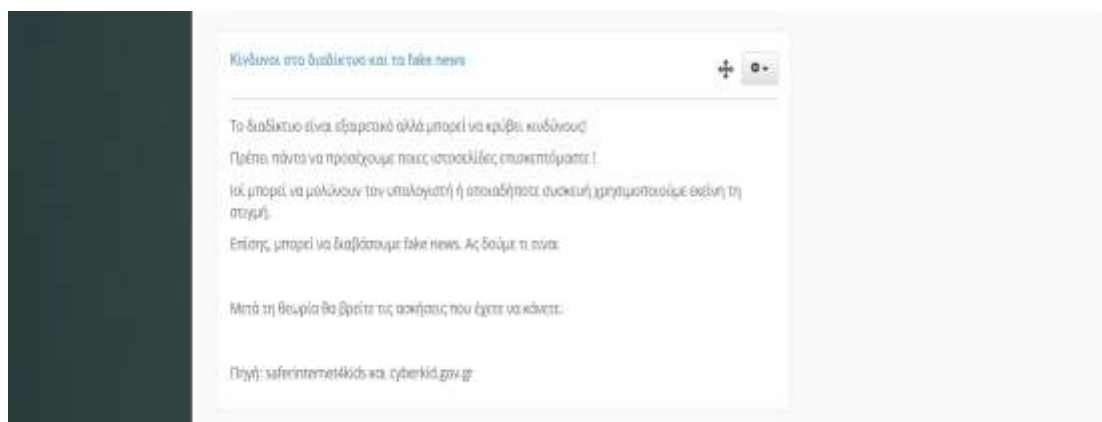 Κίνδυνοι στο διαδίκτυο και τα fake news
Το διαδίκτυο είναι εξαιρετικό αλλά μπορεί να κρύβει κινδύνους!
Πρέπει πάντα να προσέχουμε ποιες ιστοσελίδες επισκεπτόμαστε !
Ιοί μπορεί να μολύνουν τον υπολογιστή ή οποιαδήποτε συσκευή χρησιμοποιούμε εκείνη τη
στιγμή.
Επίσης, μπορεί να διαβάσουμε fake news. Ας δούμε τι ειναι
Μετά τη θεωρία θα βρείτε τις ασκήσεις που έχετε να κάνετε.
Πηγή: saferinternet4kids και cyberkid.gov.gr